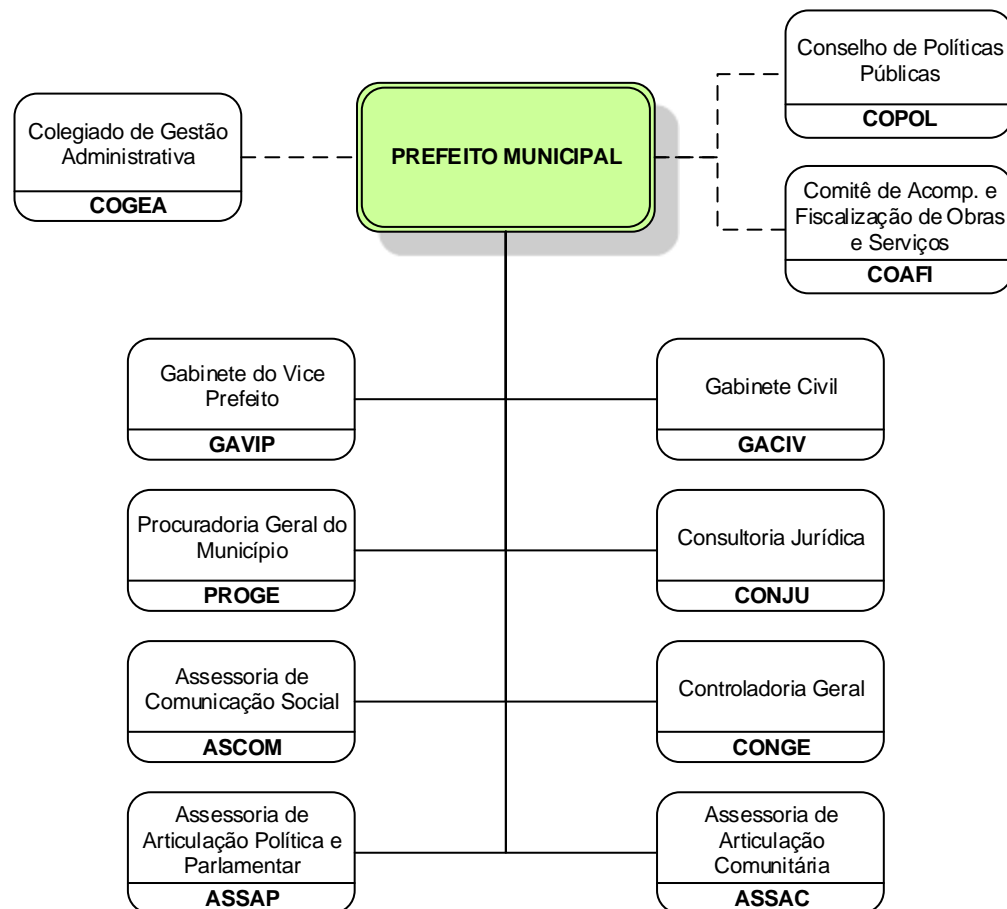 Conselho de Políticas
Públicas
COPOL
Colegiado de Gestão
Administrativa
COGEA
PREFEITO MUNICIPAL
Comitê de Acomp. e
Fiscalização de Obras
e Serviços
COAFI
Gabinete do Vice
Prefeito
GAVIP
Gabinete Civil
GACIV
Procuradoria Geral do
Município
PROGE
Consultoria Jurídica
CONJU
Assessoria de
Comunicação Social
ASCOM
Controladoria Geral
CONGE
Assessoria de
Articulação Política e
Parlamentar
ASSAP
Assessoria de
Articulação
Comunitária
ASSAC